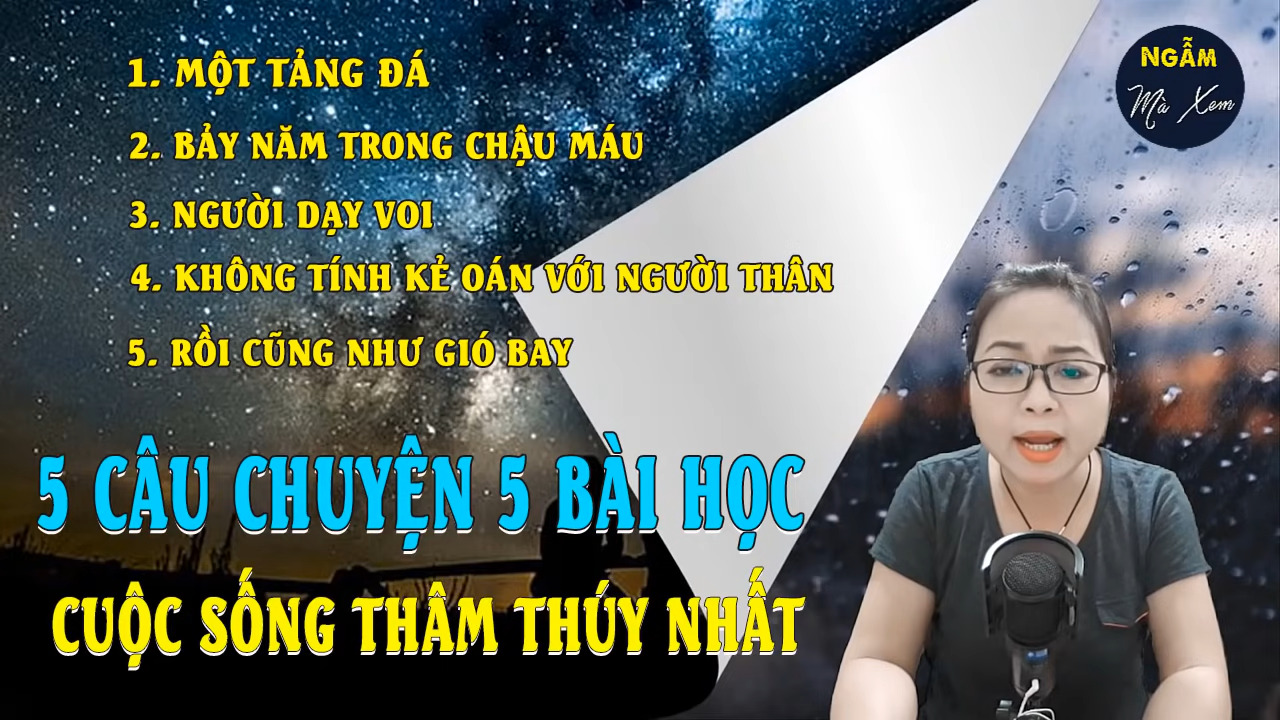 1. MỘT TẢNG ĐÁ
2. BẢY NĂM TRONG CHẬU MÁU
3. NGƯỜI DẠY VOI
4. KHÔNG TÍNH KẺ OÁN VỚI NGƯỜI THÂN
5. RỒI CŨNG NHƯ GIÓ BAY
5 CÂU CHUYỆN 5 BÀI HỌC
CUỘC SỐNG THÂM THÚY NHẤT
NGẪM
Mà Xem